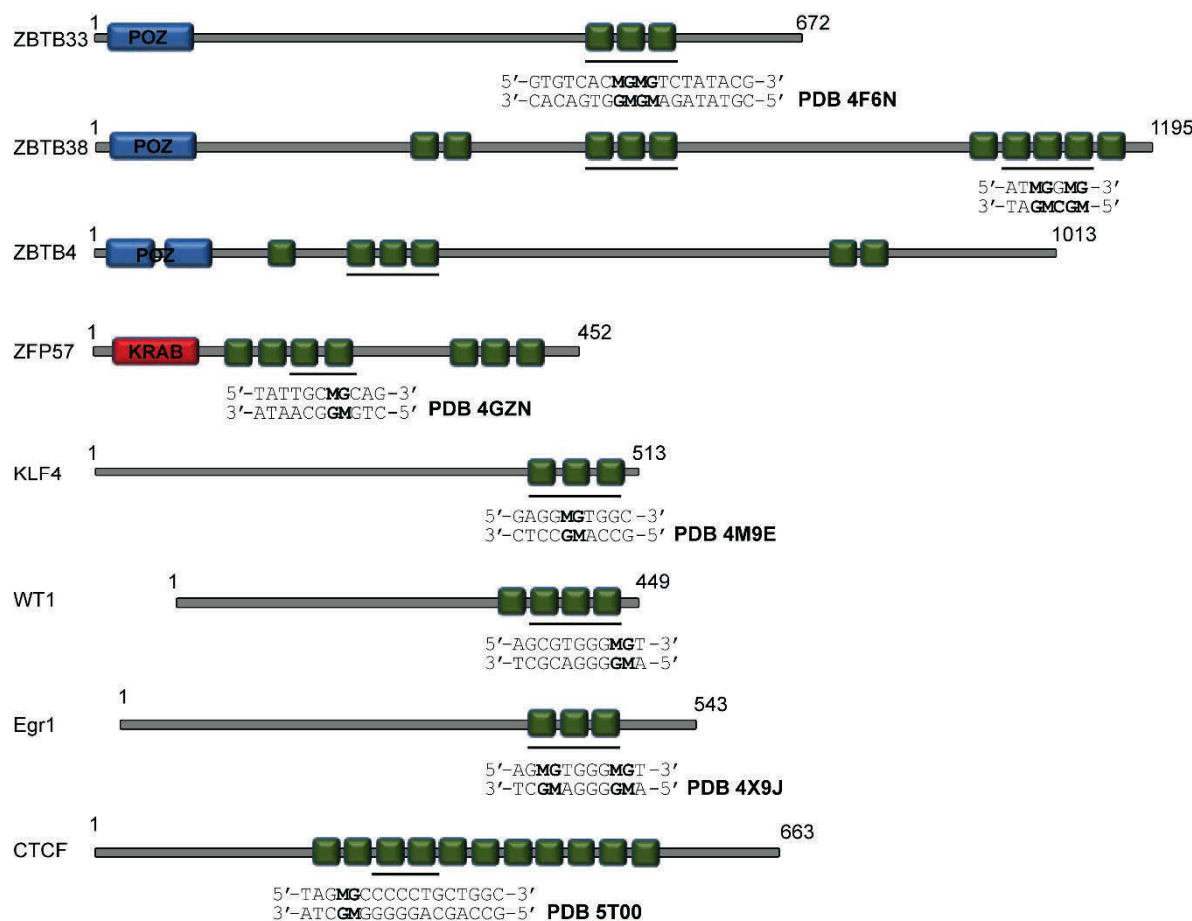 1
672
ZBTB33
POZ
5'-GTGTCACMGMGTCTATACG-3'
3'-CACAGTGGMGMAGATATGC-5'
PDB 4F6N
1
1195
ZBTB38
POZ
5'-ATMGGMG-3'
3'-TAGMCGM-5'
1
1013
ZBTB4
POZ
1
452
ZFP57
KRAB
5'-TATTGCMGCAG-3'
3'-ATAACGGMGTC-5'
PDB 4GZN
1
513
KLF4
5'-GAGGMGTGGC-3'
3'-CTCCGMACCG-5'
PDB 4M9E
1
449
WT1
5'-AGCGTGGGMGT-3'
3'-TCGCAGGGGMA-5'
1
543
Egr1
5'-AGMGTGGGMGT-3'
3'-TCGMAGGGGMA-5'
PDB 4X9J
1
663
CTCF
5'-TAGMGCCCCCTGCTGGC-3'
3'-ATCGMGGGGGACGACCG-5'
PDB 5T00